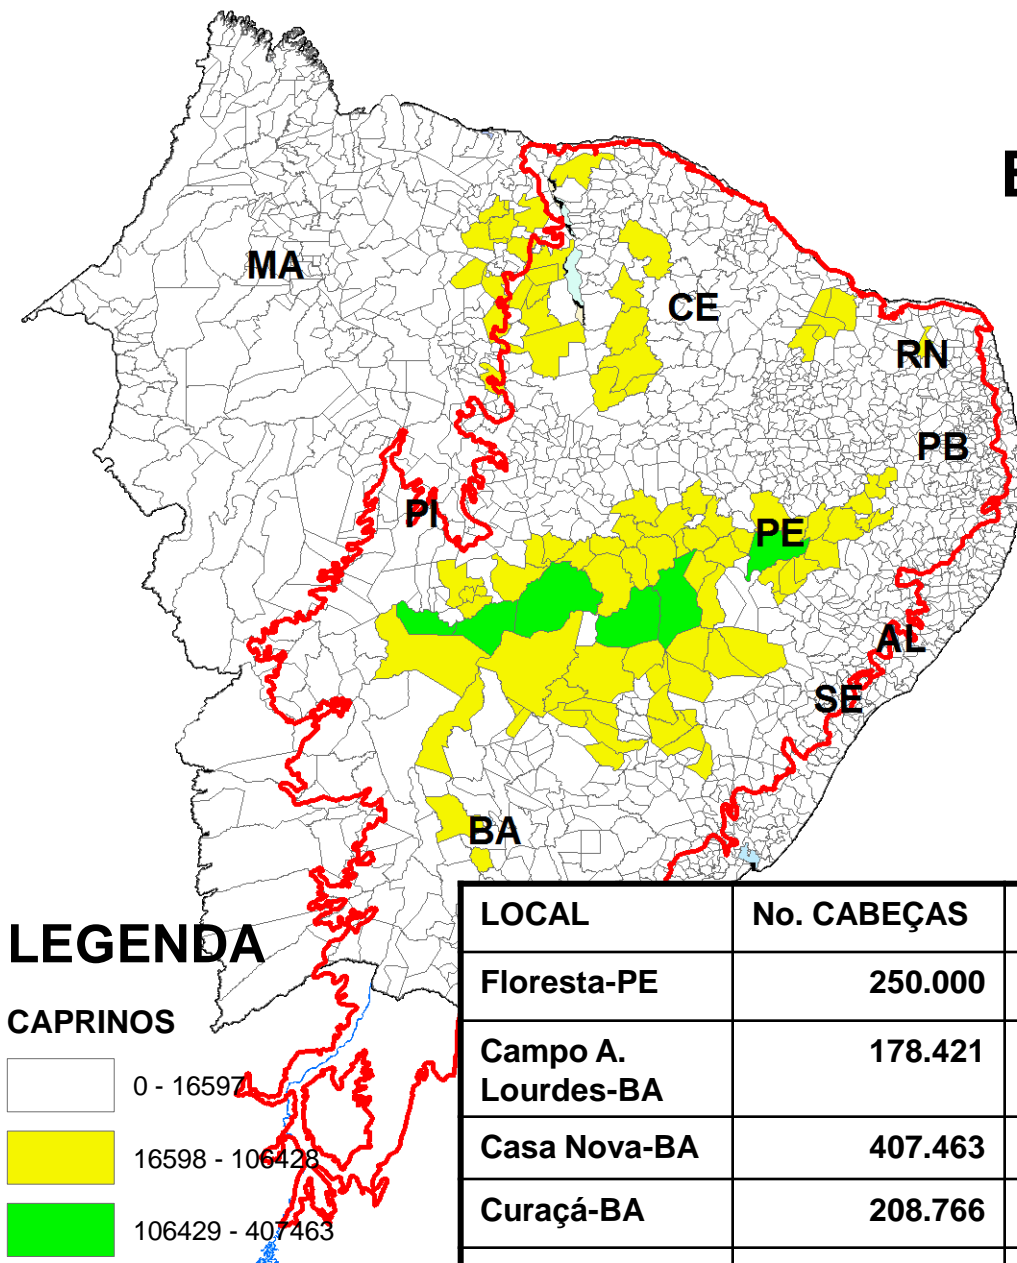 E
MA
CE
RN
PB
PI
PE
AL
SE
BA
LEGENDA
CAPRINOS
0 - 16597
16598 - 106428
106429 - 407463
LOCAL No. CABEÇAS
Floresta-PE 250.000
Campo A.
Lourdes-BA 178.421
Casa Nova-BA 407.463
Curaçá-BA 208.766